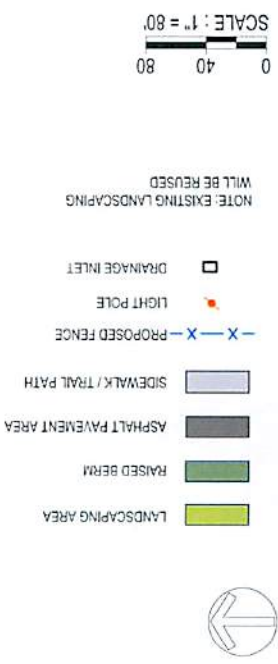 LANDSCAPING AREA
RAISED BERM
ASPHALT PAVEMENT AREA
SIDEWALK / TRAIL PATH
X X PROPOSED FENCE
LIGHT POLE
DRAINAGE INLET
NOTE: EXISTING LANDSCAPING
WILL BE REUSED
0 40 80
SCALE : 1" = 80'